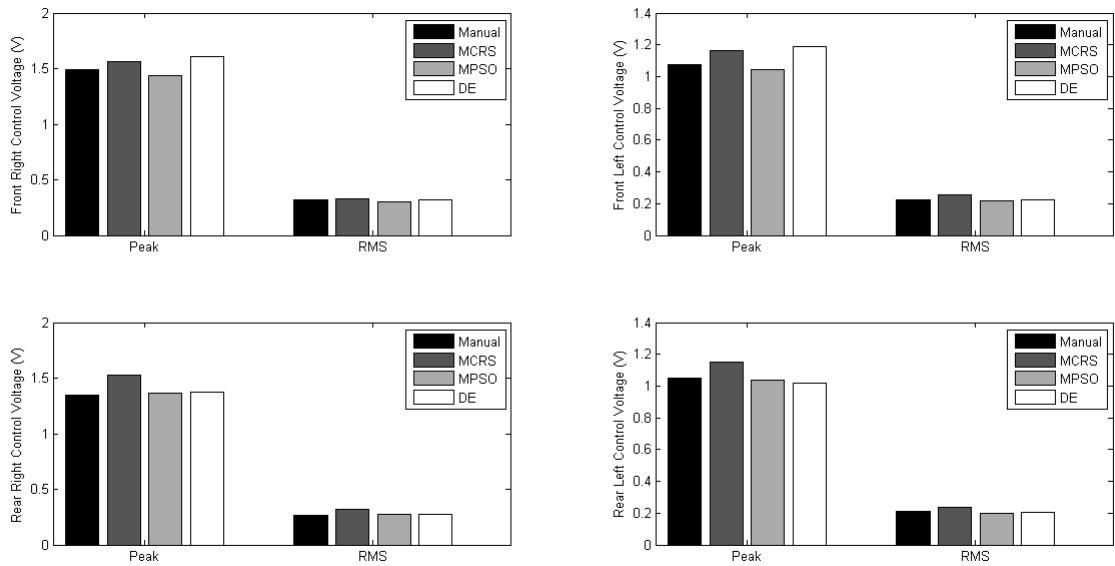 Front Right Control Voltage (V)
2
1.5
1
0.5
0
Peak
RMS
Manual
MCRS
MPSO
DE
Front Left Control Voltage (V)
1.4
1.2
1
0.8
0.6
0.4
0.2
0
Peak
RMS
Manual
MCRS
MPSO
DE
Rear Right Control Voltage (V)
2
1.5
1
0.5
0
Peak
RMS
Manual
MCRS
MPSO
DE
Rear Left Control Voltage (V)
1.4
1.2
1
0.8
0.6
0.4
0.2
0
Peak
RMS
Manual
MCRS
MPSO
DE